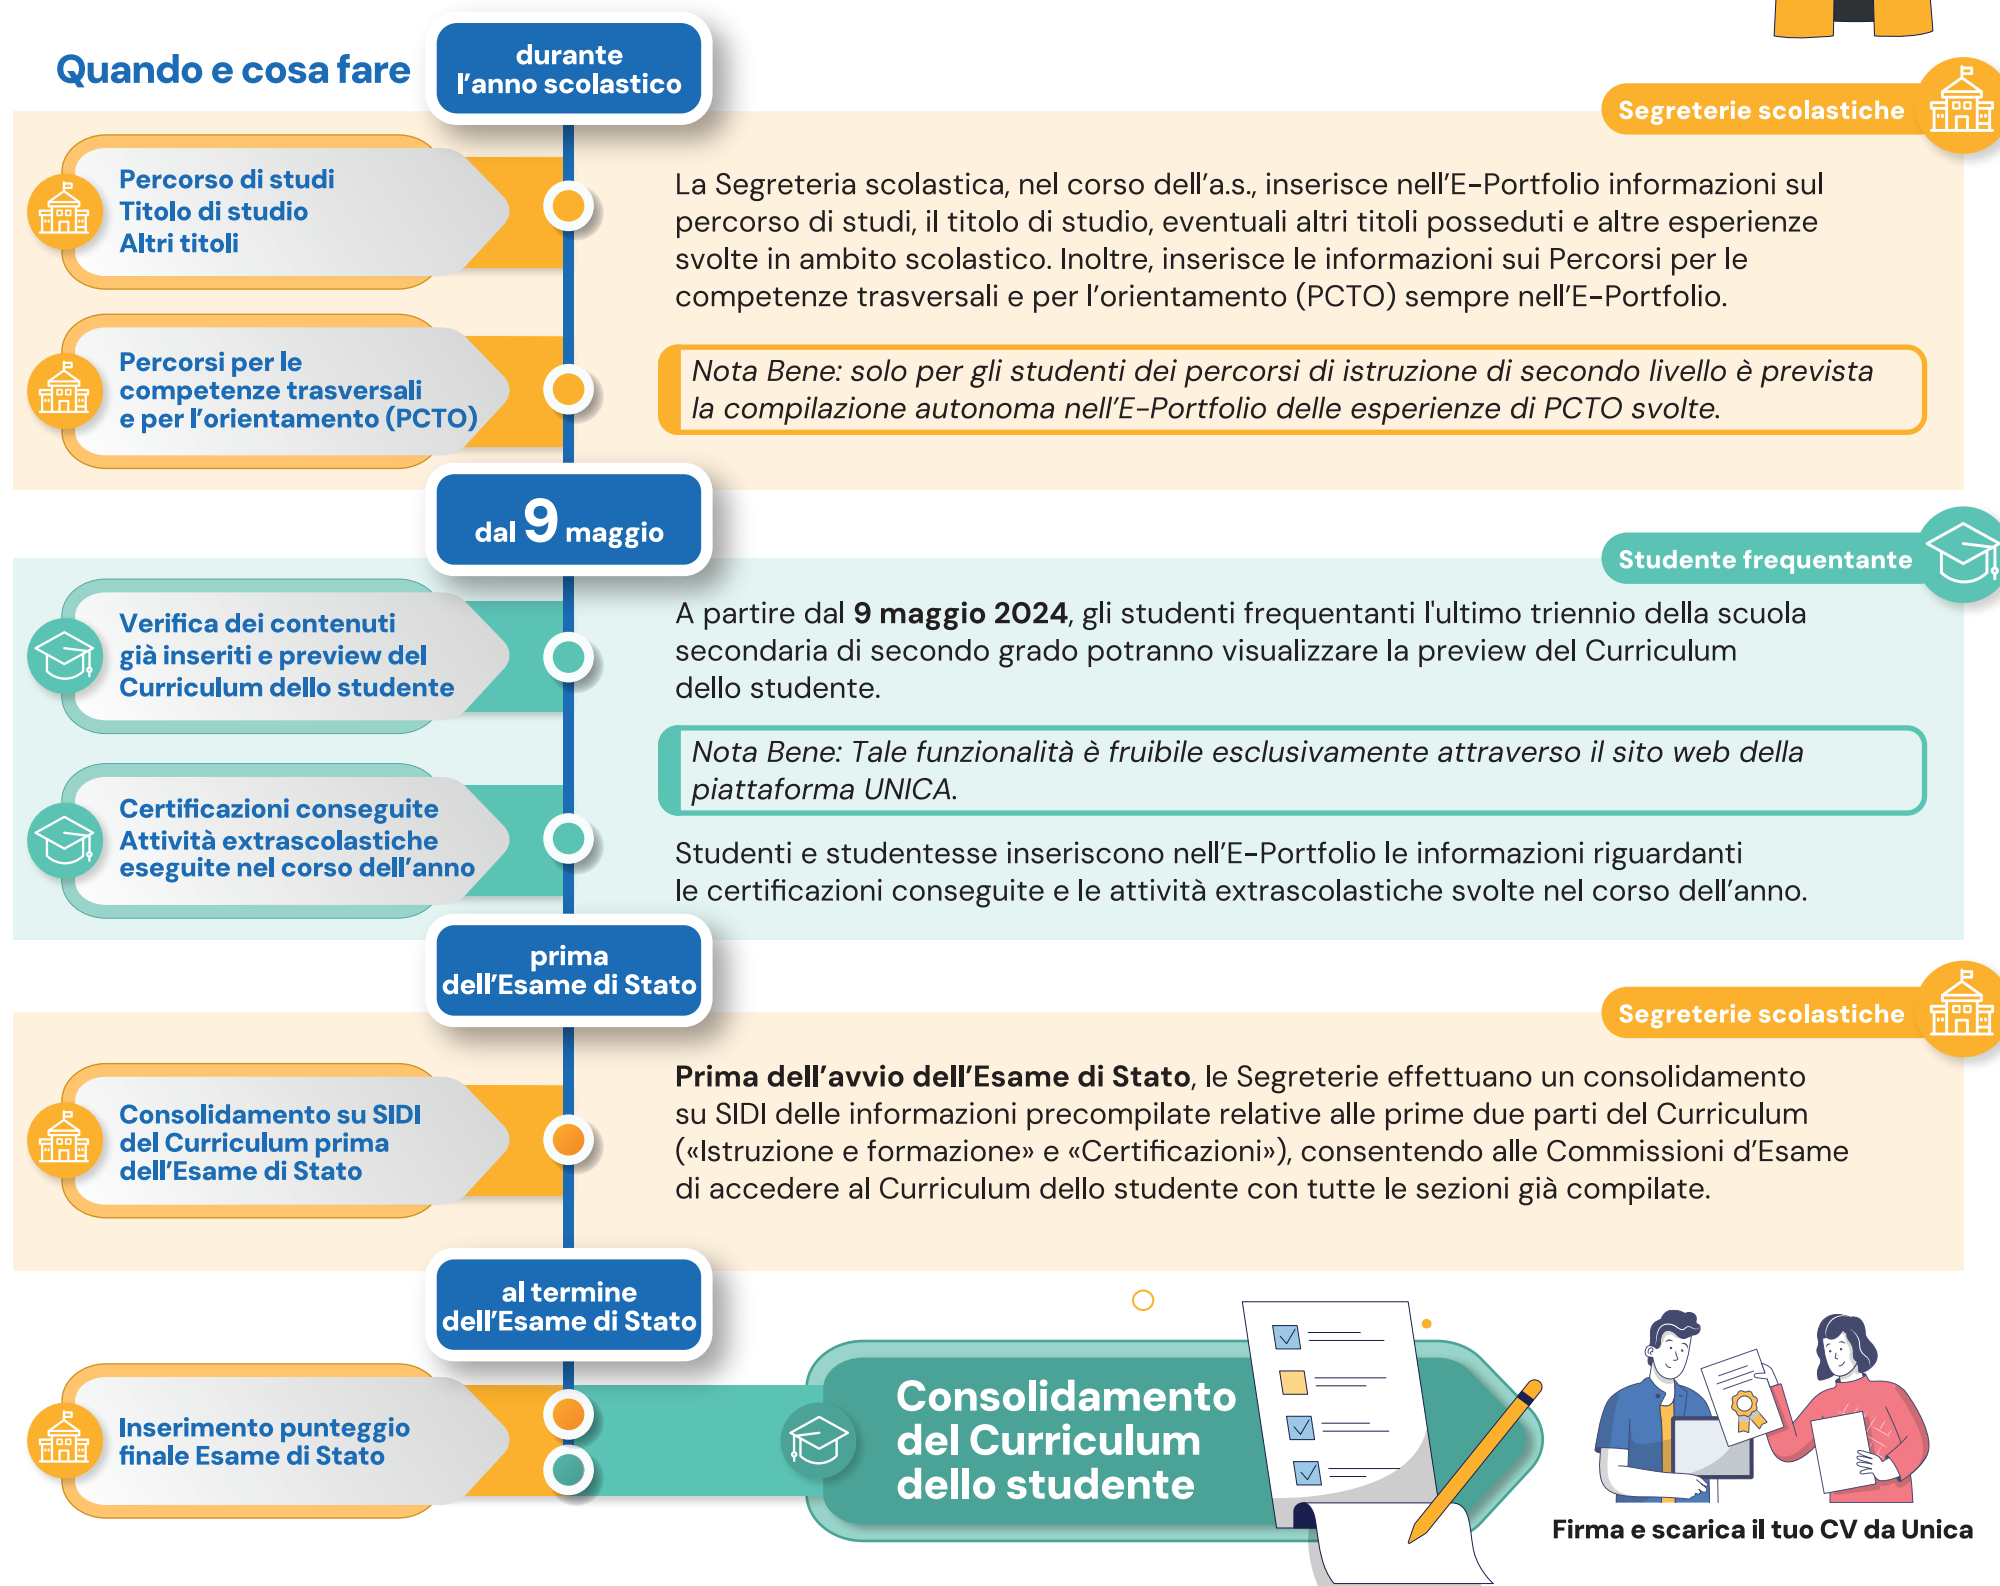 Quando e cosa fare
durante
l’anno scolastico
Segreterie scolastiche
Percorso di studi
Titolo di studio
Altri titoli
La Segreteria scolastica, nel corso dell’a.s., inserisce nell’E-Portfolio informazioni sul
percorso di studi, il titolo di studio, eventuali altri titoli posseduti e altre esperienze
svolte in ambito scolastico. Inoltre, inserisce le informazioni sui Percorsi per le
competenze trasversali e per l’orientamento (PCTO) sempre nell’E-Portfolio.
Percorsi per le
competenze trasversali
e per l’orientamento (PCTO)
Nota Bene: solo per gli studenti dei percorsi di istruzione di secondo livello è prevista
la compilazione autonoma nell’E-Portfolio delle esperienze di PCTO svolte.
dal 9 maggio
Studente frequentante
Verifica dei contenuti
già inseriti e preview del
Curriculum dello studente
A partire dal 9 maggio 2024, gli studenti frequentanti l'ultimo triennio della scuola
secondaria di secondo grado potranno visualizzare la preview del Curriculum
dello studente.
Nota Bene: Tale funzionalità è fruibile esclusivamente attraverso il sito web della
piattaforma UNICA.
Certificazioni conseguite
Attività extrascolastiche
eseguite nel corso dell’anno
Studenti e studentesse inseriscono nell’E-Portfolio le informazioni riguardanti
le certificazioni conseguite e le attività extrascolastiche svolte nel corso dell’anno.
prima
dell’Esame di Stato
Segreterie scolastiche
Consolidamento su SIDI
del Curriculum prima
dell’Esame di Stato
Prima dell’avvio dell’Esame di Stato, le Segreterie effettuano un consolidamento
su SIDI delle informazioni precompilate relative alle prime due parti del Curriculum
(«Istruzione e formazione» e «Certificazioni»), consentendo alle Commissioni d’Esame
di accedere al Curriculum dello studente con tutte le sezioni già compilate.
al termine
dell’Esame di Stato
Inserimento punteggio
finale Esame di Stato
Consolidamento
del Curriculum
dello studente
Firma e scarica il tuo CV da Unica